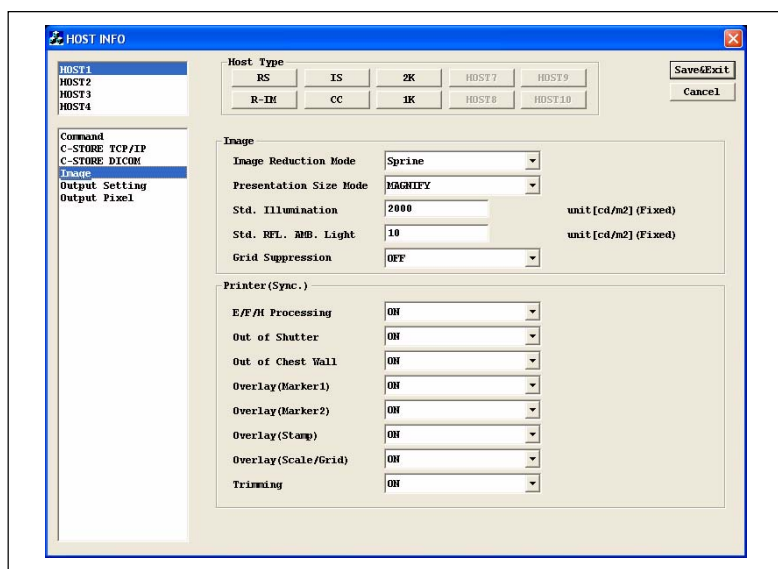 HOST INFO
HOST1
HOST2
HOST3
HOST4
Host Type
RS IS 2K HOST7 HOST9
R-IM CC 1K HOST8 HOST10
Save&Exit
Cancel
Command
C-STORE TCP/IP
C-STORE DICOM
Image
Output Setting
Output Pixel
Image
Image Reduction Mode Sprine
Presentation Size Mode MAGNIFY
Std. Illumination 2000 unit[cd/m2](Fixed)
Std. RFL. AMB. Light 10 unit[cd/m2](Fixed)
Grid Suppression OFF
Printer(Sync.)
E/F/H Processing ON
Out of Shutter ON
Out of Chest Wall ON
Overlay(Marker1) ON
Overlay(Marker2) ON
Overlay(Stamp) ON
Overlay(Scale/Grid) ON
Trimming ON